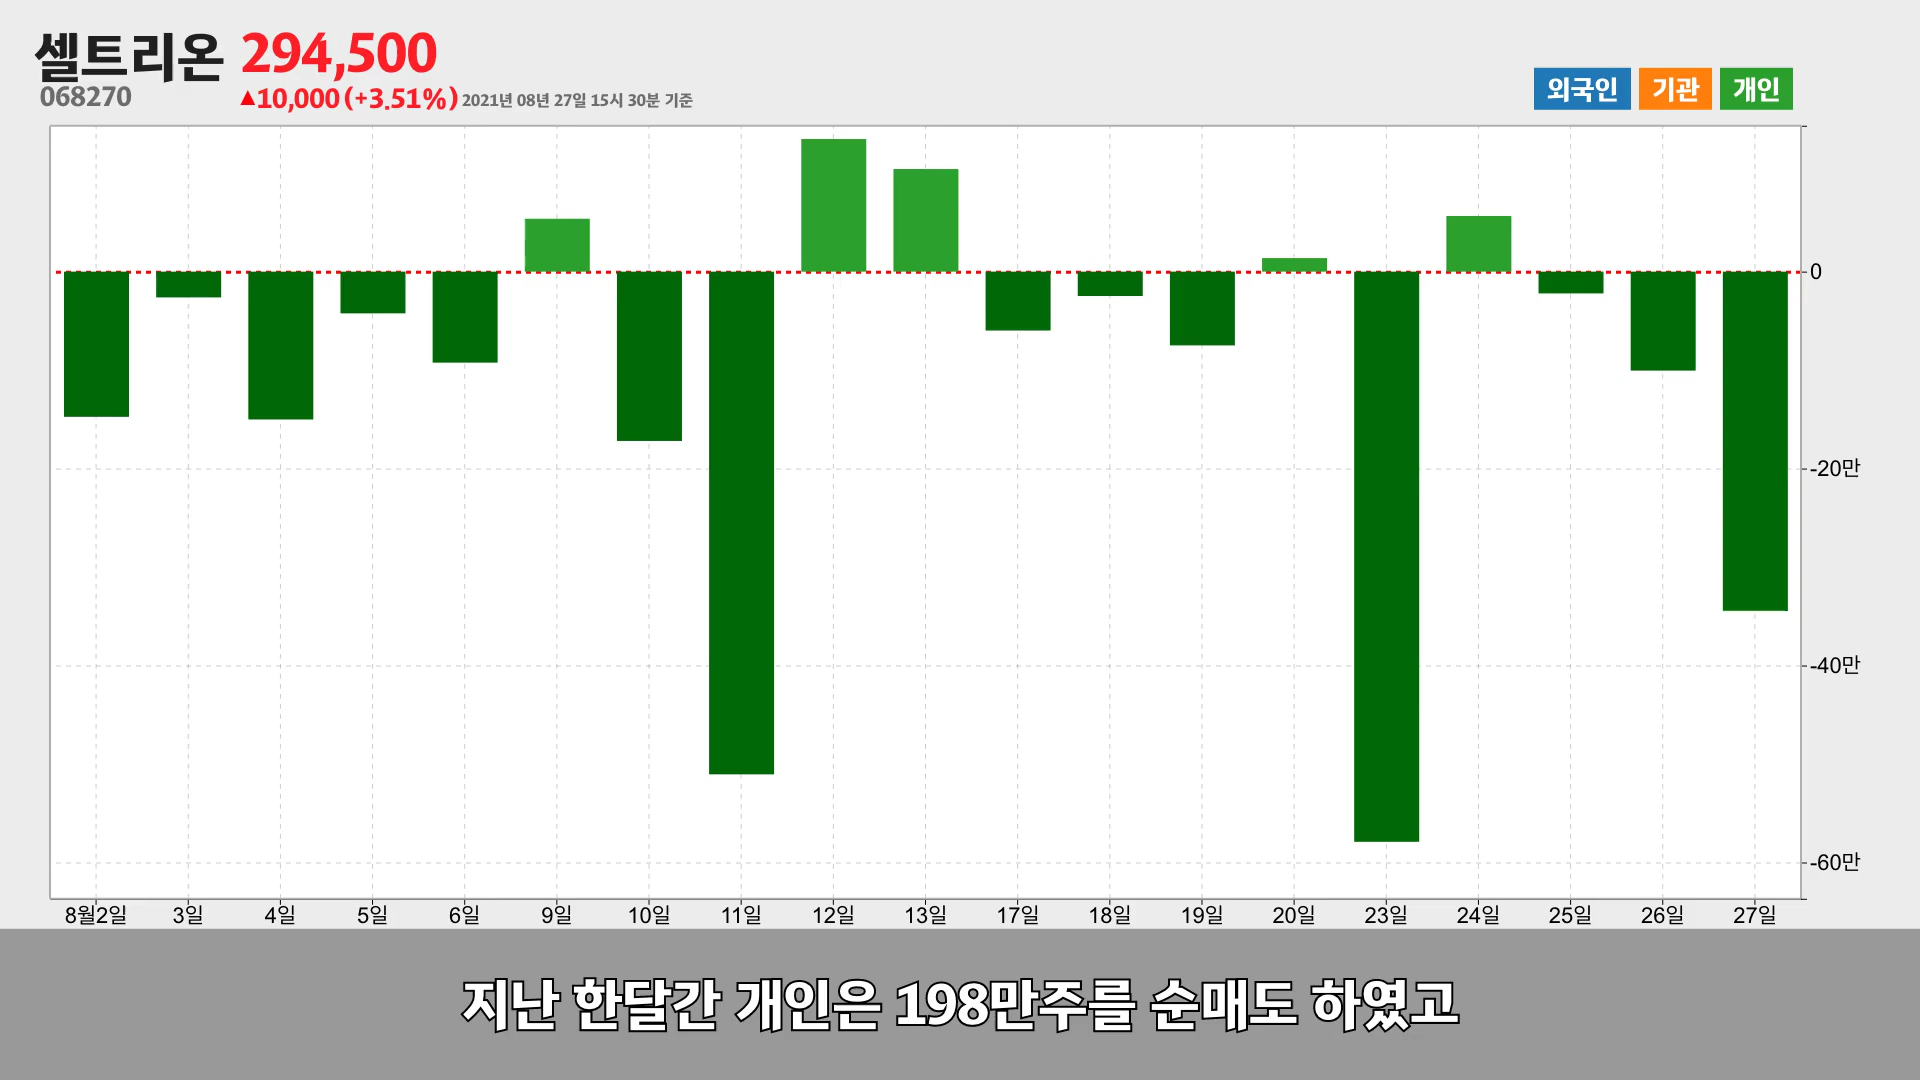 셀트리온 294,500
068270 ▲10,000(+3.51%) 2021년 08년 27일 15시 30분 기준
외국인 기관 개인
0
-20만
-40만
-60만
8월2일 3일 4일 5일 6일 9일 10일 11일 12일 13일 17일 18일 19일 20일 23일 24일 25일 26일 27일
지난 한달간 개인은 198만주를 순매도 하였고